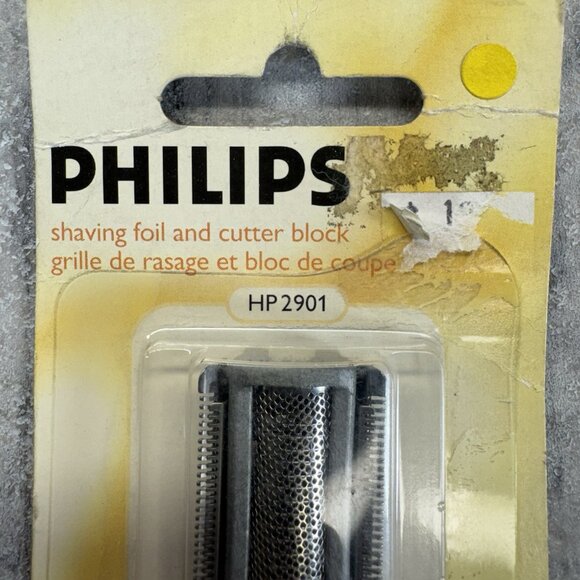 PHILIPS
shaving foil and cutter block
grille de rasage et bloc de coupe
HP 2901